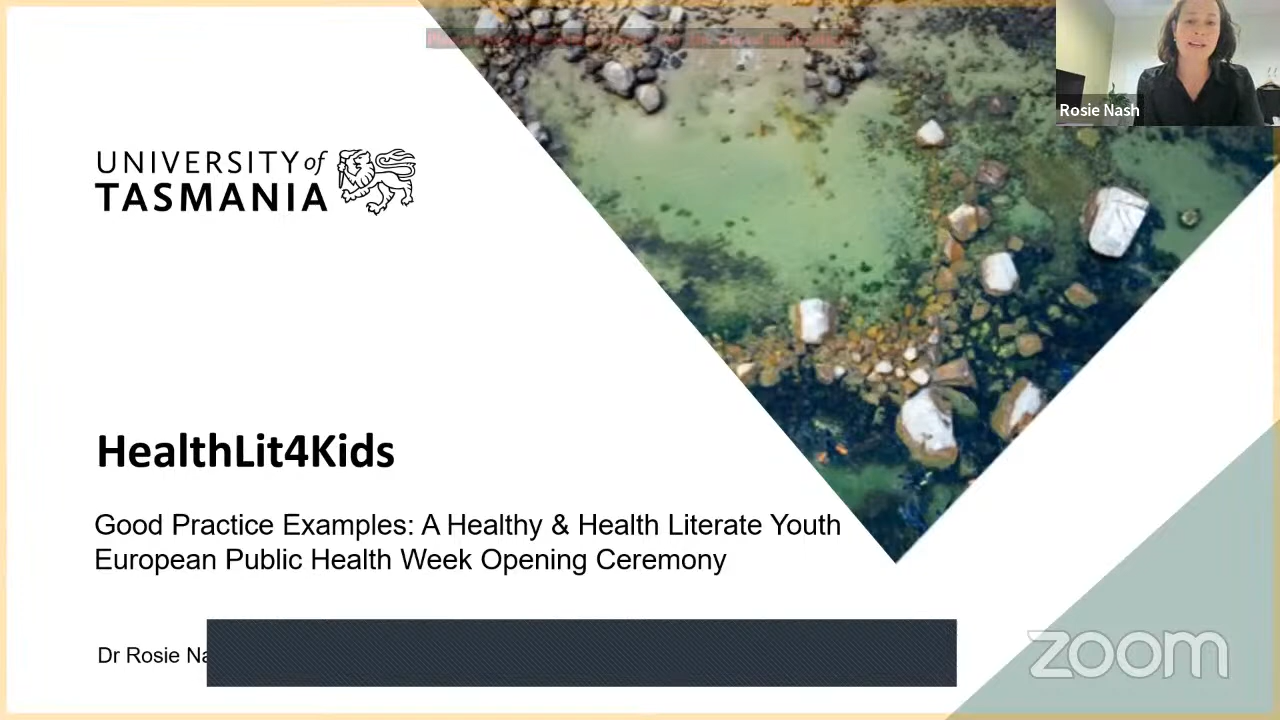 Rosie Nash
UNIVERSITY of
TASMANIA
HealthLit4Kids
Good Practice Examples: A Healthy & Health Literate Youth
European Public Health Week Opening Ceremony
Dr Rosie Na
zoom